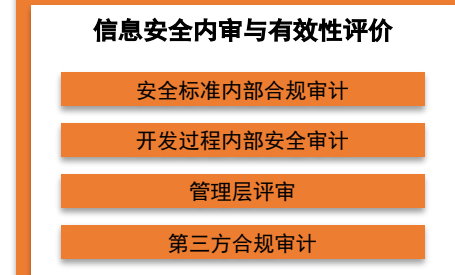 信息安全内审与有效性评价
安全标准内部合规审计
开发过程内部安全审计
管理层评审
第三方合规审计